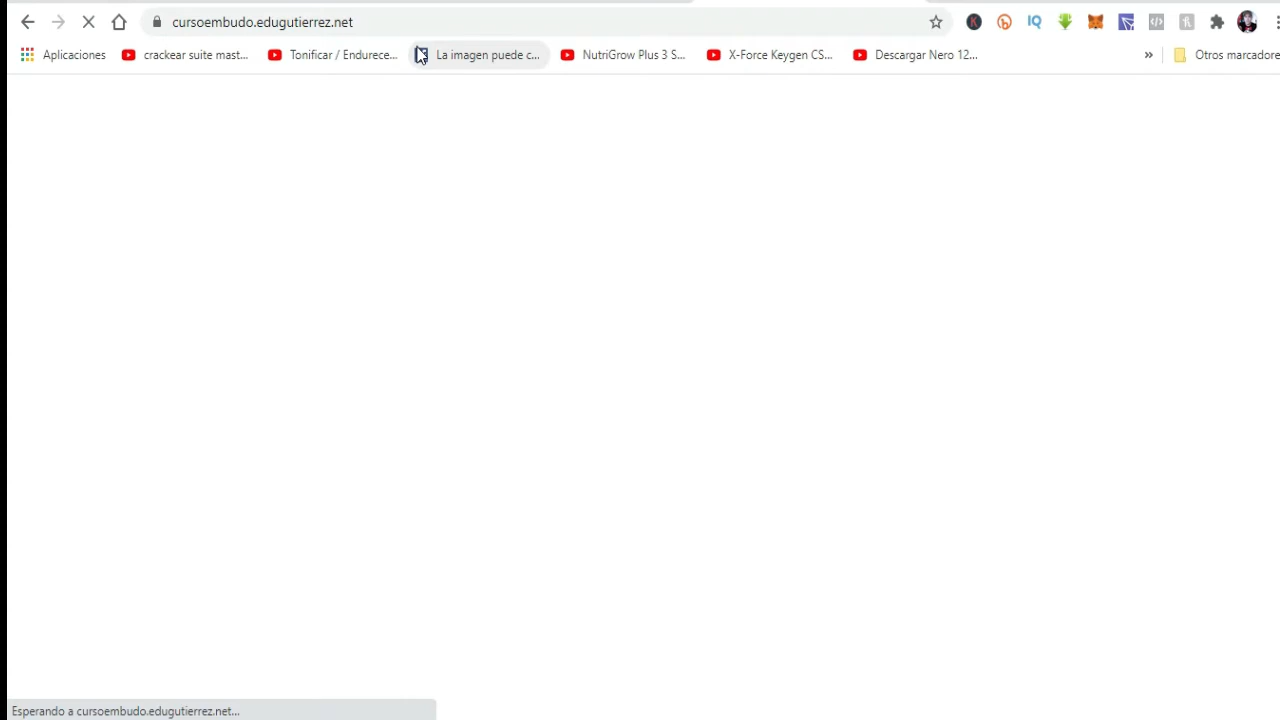 cursoembudo.edugutierrez.net
Aplicaciones crackear suite mast... Tonificar / Endurece... La imagen puede c... NutriGrow Plus 3 S... X-Force Keygen CS... Descargar Nero 12... » Otros marcadore
Esperando a cursoembudo.edugutierrez.net...